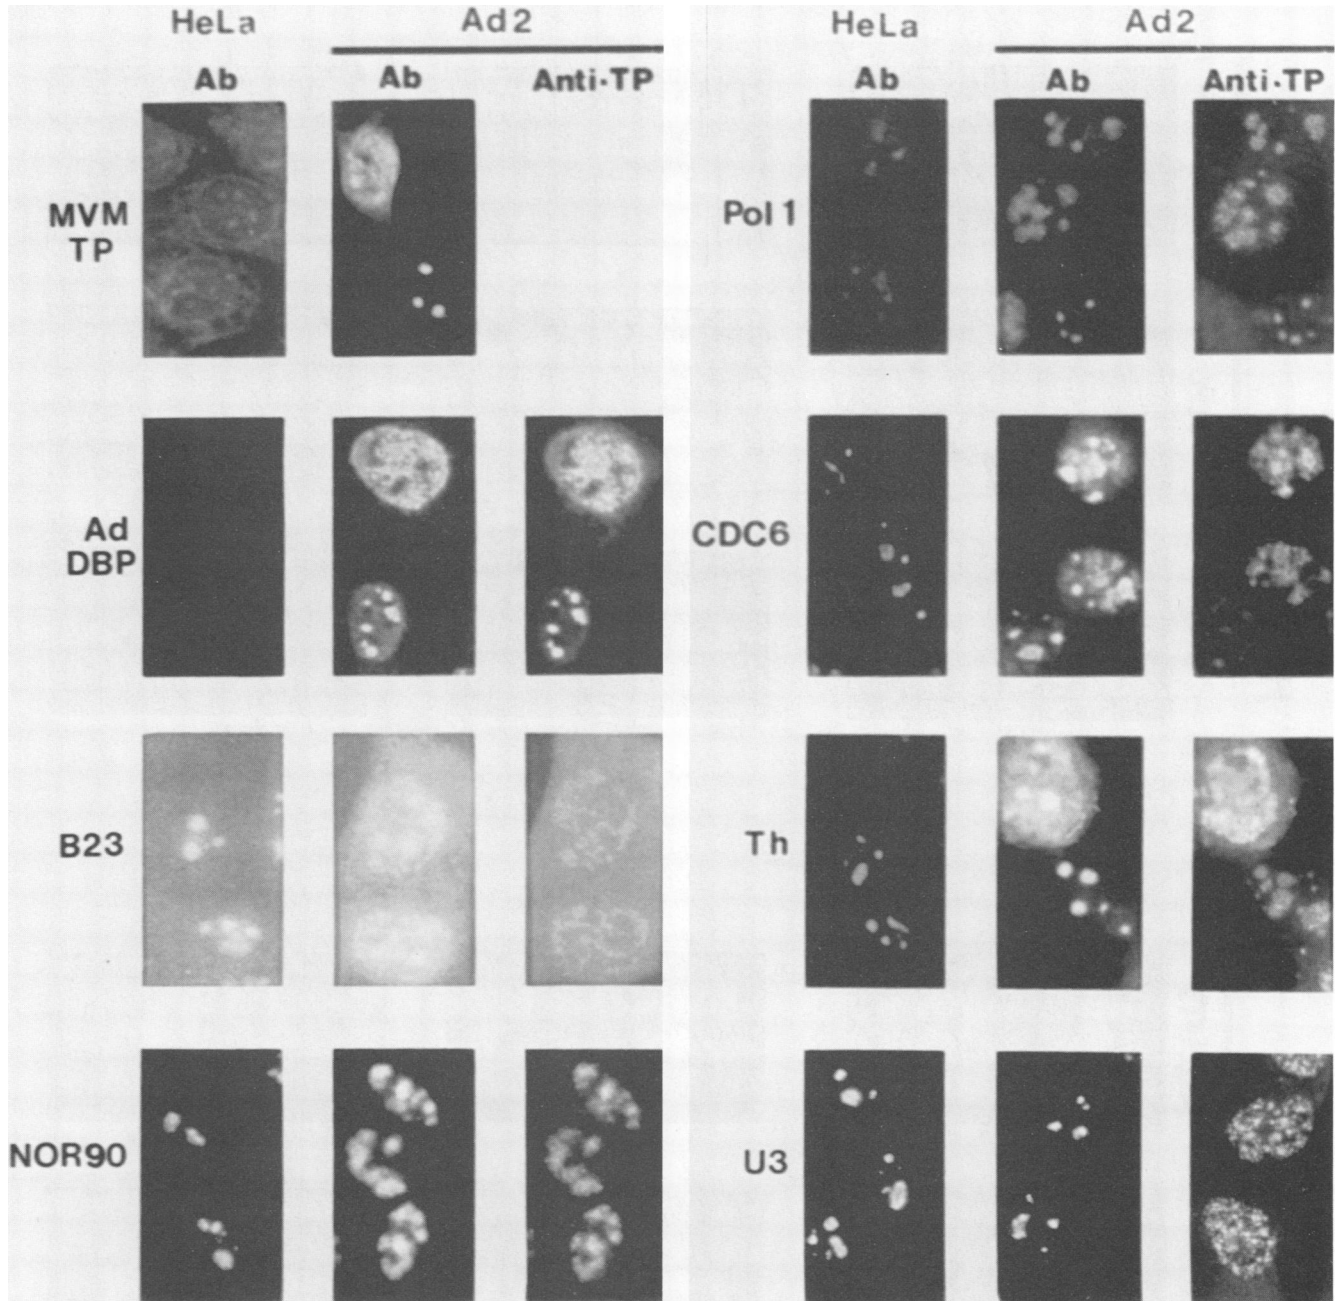 HeLa
Ad2
Ab
Ab
Anti-TP
MVM
TP
Ad
DBP
B23
NOR90
HeLa
Ad2
Ab
Ab
Anti-TP
Pol 1
CDC6
Th
U3